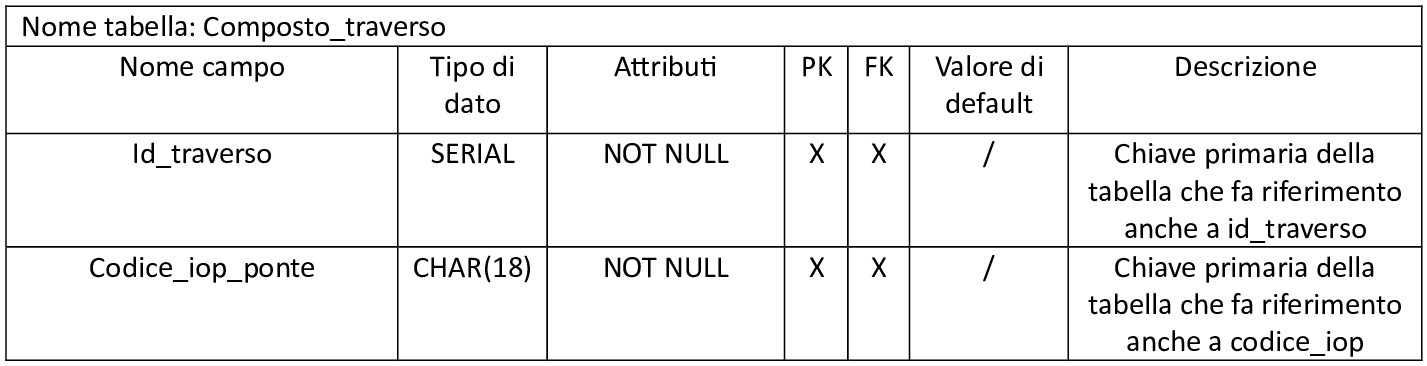 Nome tabella: Composto_traverso
Nome campo Tipo di dato Attributi PK FK Valore di default Descrizione
Id_traverso SERIAL NOT NULL X X / Chiave primaria della
tabella che fa riferimento
anche a id_traverso
Codice_iop_ponte CHAR(18) NOT NULL X X / Chiave primaria della
tabella che fa riferimento
anche a codice_iop